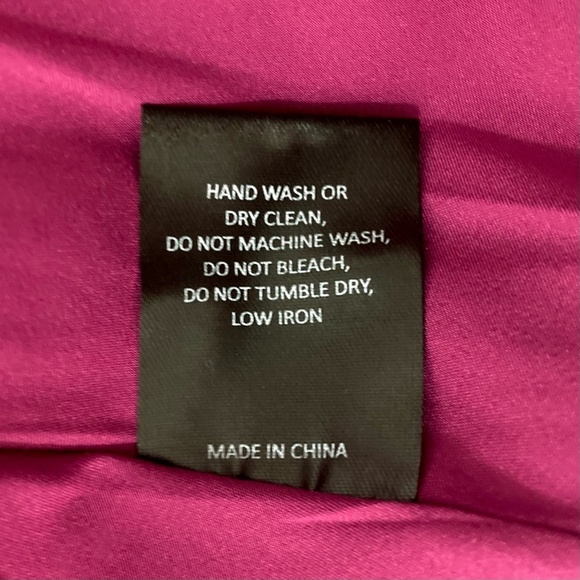 HAND WASH OR
DRY CLEAN,
DO NOT MACHINE WASH,
DO NOT BLEACH,
DO NOT TUMBLE DRY,
LOW IRON
MADE IN CHINA